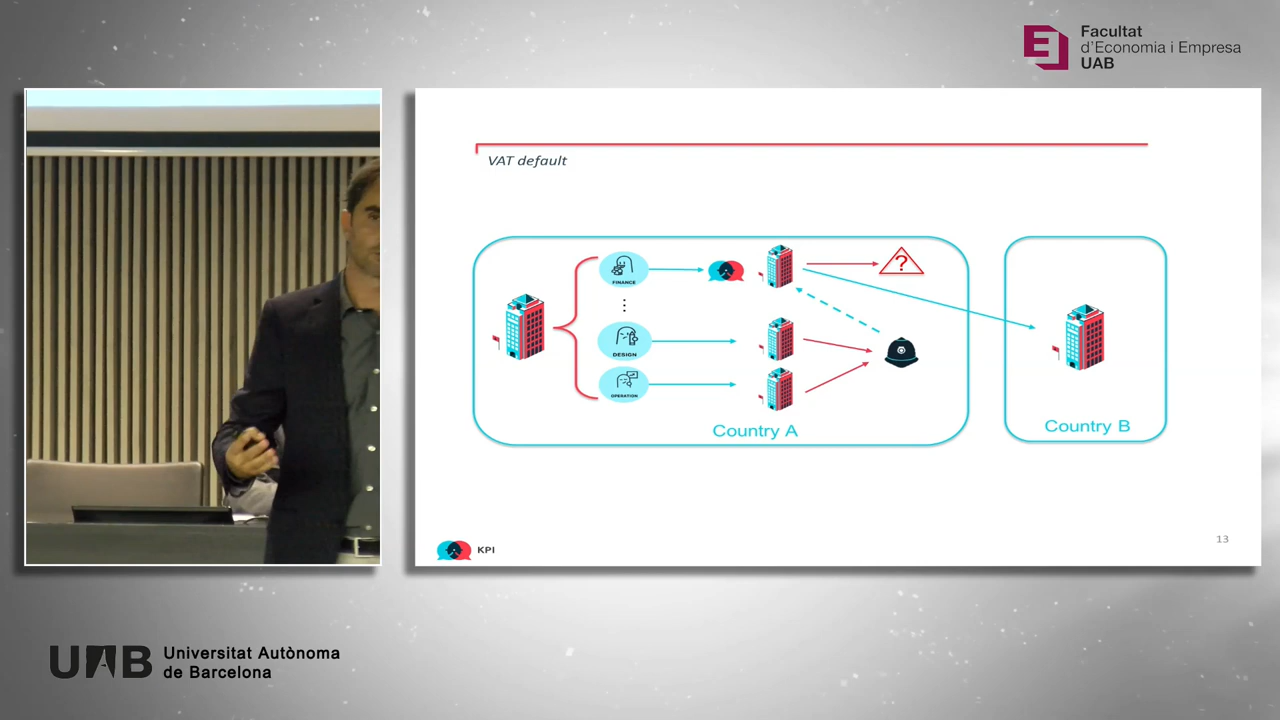 Facultat
d'Economia i Empresa
UAB
VAT default
FINANCE
?
DESIGN
OPERATION
Country A
Country B
KPI
13
UAB
Universitat Autònoma
de Barcelona